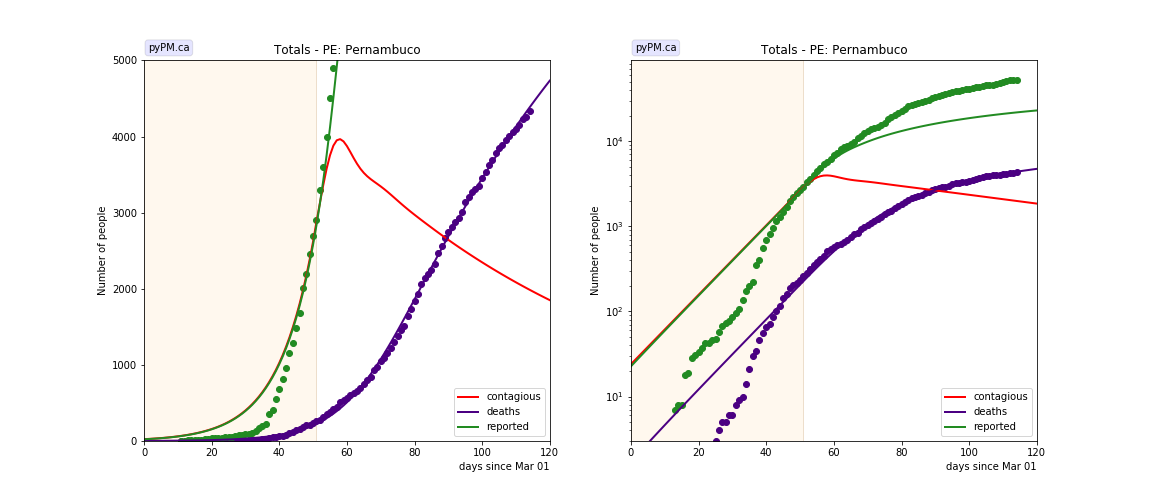 pyPM.ca
Totals - PE: Pernambuco
Number of people
5000
4000
3000
2000
1000
0
0 20 40 60 80 100 120
days since Mar 01
contagious
deaths
reported
pyPM.ca
Totals - PE: Pernambuco
Number of people
10⁴
10³
10²
10¹
0 20 40 60 80 100 120
days since Mar 01
contagious
deaths
reported